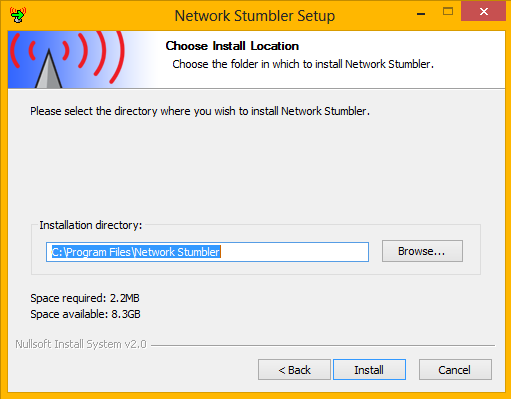 Network Stumbler Setup
Choose Install Location
Choose the folder in which to install Network Stumbler.
Please select the directory where you wish to install Network Stumbler.
Installation directory:
C:\Program Files\Network Stumbler
Browse...
Space required: 2.2MB
Space available: 8.3GB
Nullsoft Install System v2.0
< Back
Install
Cancel